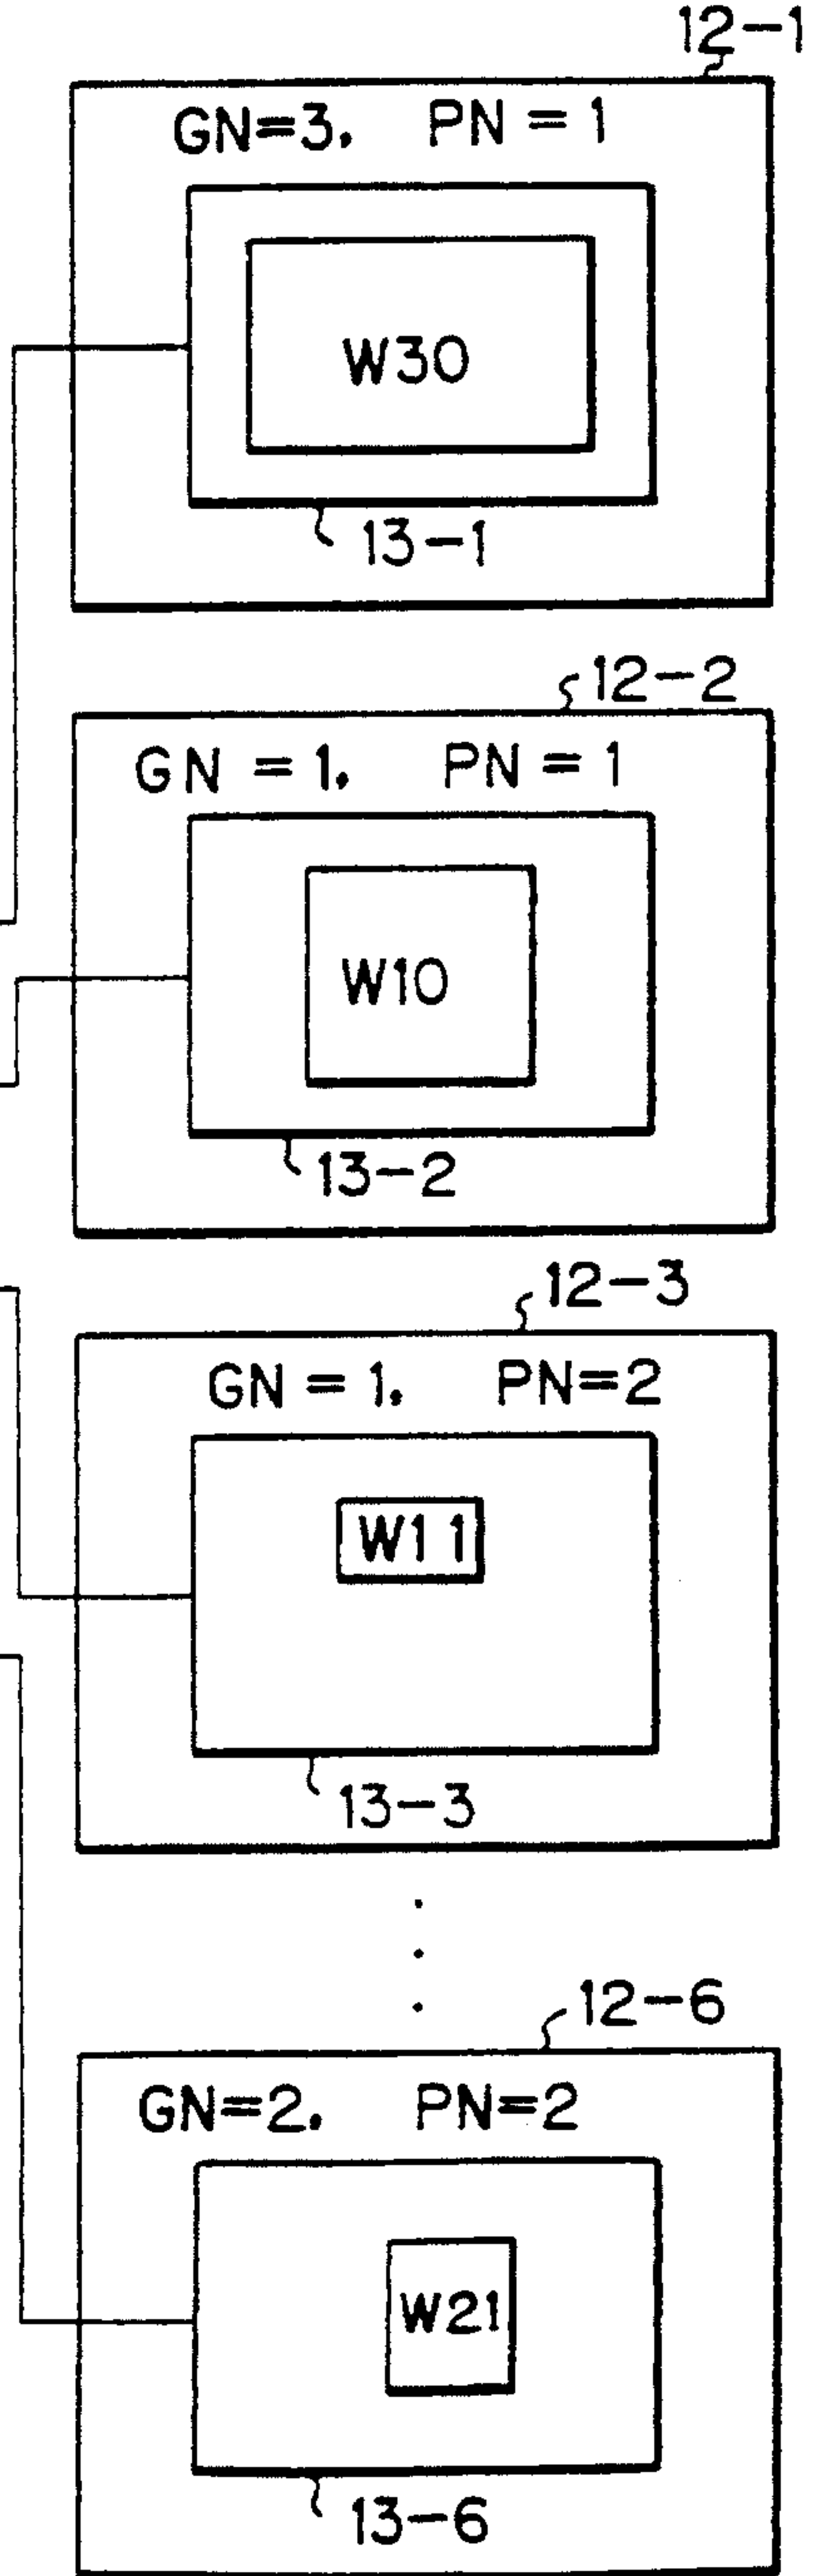 12-1
GN=3. PN = 1
W30
13-1
12-2
GN = 1. PN = 1
W10
13-2
12-3
GN = 1. PN=2
W11
13-3
12-6
GN=2. PN=2
W21
13-6